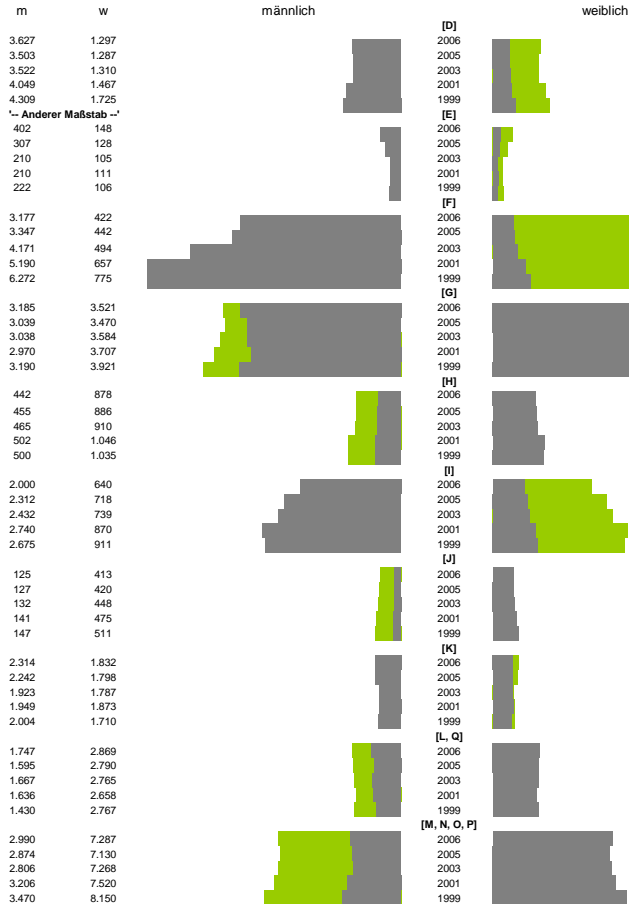 m w männlich weiblich
[D]
3.627 1.297 2006
3.503 1.287 2005
3.522 1.310 2003
4.049 1.467 2001
4.309 1.725 1999
'-- Anderer Maßstab --' [E]
402 148 2006
307 128 2005
210 105 2003
210 111 2001
222 106 1999
[F]
3.177 422 2006
3.347 442 2005
4.171 494 2003
5.190 657 2001
6.272 775 1999
[G]
3.185 3.521 2006
3.039 3.470 2005
3.038 3.584 2003
2.970 3.707 2001
3.190 3.921 1999
[H]
442 878 2006
455 886 2005
465 910 2003
502 1.046 2001
500 1.035 1999
[I]
2.000 640 2006
2.312 718 2005
2.432 739 2003
2.740 870 2001
2.675 911 1999
[J]
125 413 2006
127 420 2005
132 448 2003
141 475 2001
147 511 1999
[K]
2.314 1.832 2006
2.242 1.798 2005
1.923 1.787 2003
1.949 1.873 2001
2.004 1.710 1999
[L, Q]
1.747 2.869 2006
1.595 2.790 2005
1.667 2.765 2003
1.636 2.658 2001
1.430 2.767 1999
[M, N, O, P]
2.990 7.287 2006
2.874 7.130 2005
2.806 7.268 2003
3.206 7.520 2001
3.470 8.150 1999